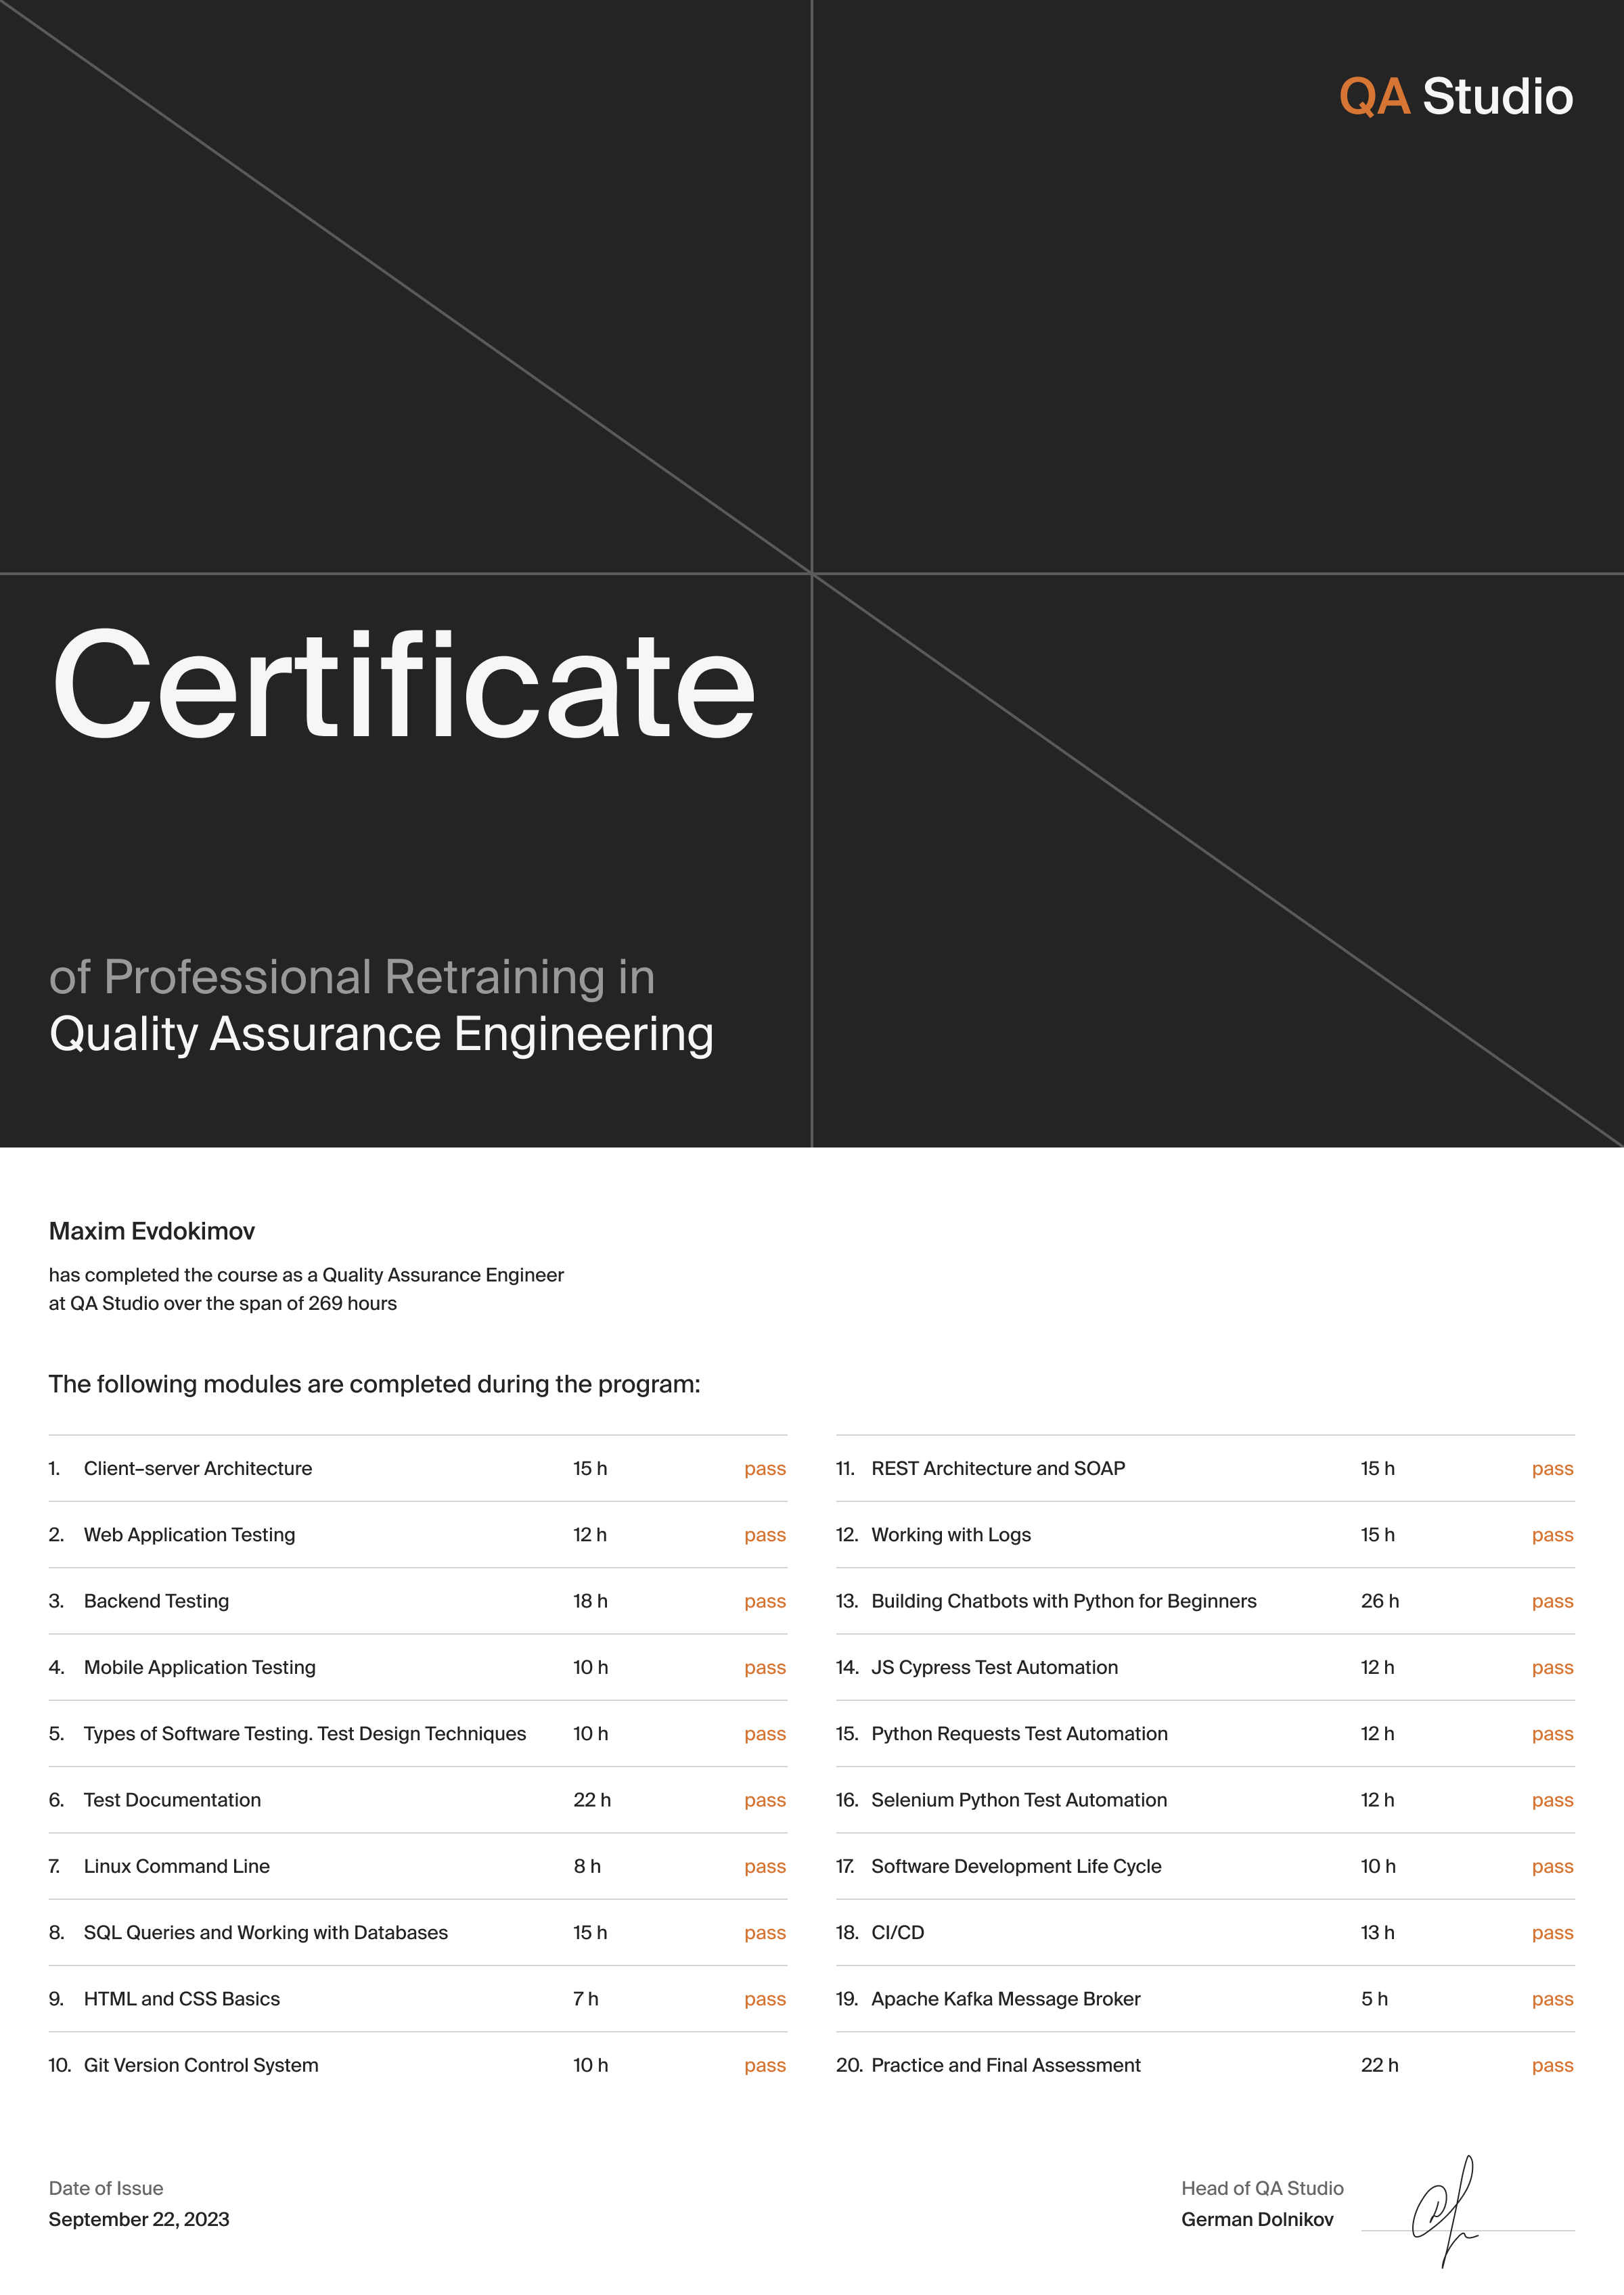 QA Studio
Certificate
of Professional Retraining in
Quality Assurance Engineering
Maxim Evdokimov
has completed the course as a Quality Assurance Engineer
at QA Studio over the span of 269 hours
The following modules are completed during the program:
1. Client–server Architecture 15 h pass
2. Web Application Testing 12 h pass
3. Backend Testing 18 h pass
4. Mobile Application Testing 10 h pass
5. Types of Software Testing. Test Design Techniques 10 h pass
6. Test Documentation 22 h pass
7. Linux Command Line 8 h pass
8. SQL Queries and Working with Databases 15 h pass
9. HTML and CSS Basics 7 h pass
10. Git Version Control System 10 h pass
11. REST Architecture and SOAP 15 h pass
12. Working with Logs 15 h pass
13. Building Chatbots with Python for Beginners 26 h pass
14. JS Cypress Test Automation 12 h pass
15. Python Requests Test Automation 12 h pass
16. Selenium Python Test Automation 12 h pass
17. Software Development Life Cycle 10 h pass
18. CI/CD 13 h pass
19. Apache Kafka Message Broker 5 h pass
20. Practice and Final Assessment 22 h pass
Date of Issue
September 22, 2023
Head of QA Studio
German Dolnikov